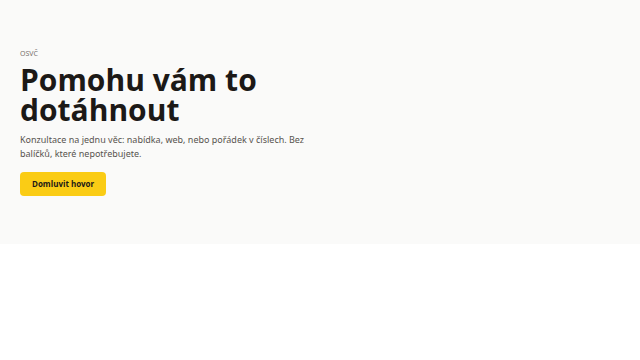 OSVČ
Pomohu vám to
dotáhnout
Konzultace na jednu věc: nabídka, web, nebo pořádek v číslech. Bez
balíčků, které nepotřebujete.
Domluvit hovor